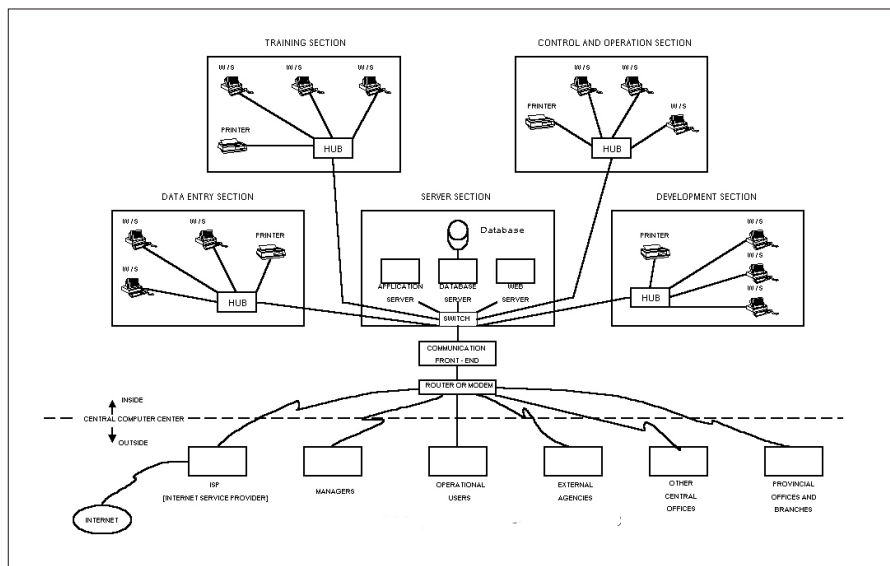 TRAINING SECTION
CONTROL AND OPERATION SECTION
W/S
W/S
W/S
PRINTER
HUB
W/S
W/S
W/S
PRINTER
HUB
DATA ENTRY SECTION
SERVER SECTION
DEVELOPMENT SECTION
W/S
W/S
PRINTER
W/S
HUB
Database
APPLICATION
SERVER
DATABASE
SERVER
WEB
SERVER
SWITCH
PRINTER
W/S
W/S
W/S
HUB
COMMUNICATION
FRONT - END
ROUTER OR MODEM
INSIDE
CENTRAL COMPUTER CENTER
OUTSIDE
ISP
[INTERNET SERVICE PROVIDER]
MANAGERS
OPERATIONAL
USERS
EXTERNAL
AGENCIES
OTHER
CENTRAL
OFFICES
PROVINCIAL
OFFICES AND
BRANCHES
INTERNET